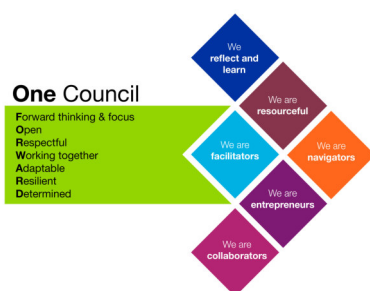 We
reflect and
learn
We are
resourceful
One Council
Forward thinking & focus
Open
Respectful
Working together
Adaptable
Resilient
Determined
We are
facilitators
We are
navigators
We are
entrepreneurs
We are
collaborators